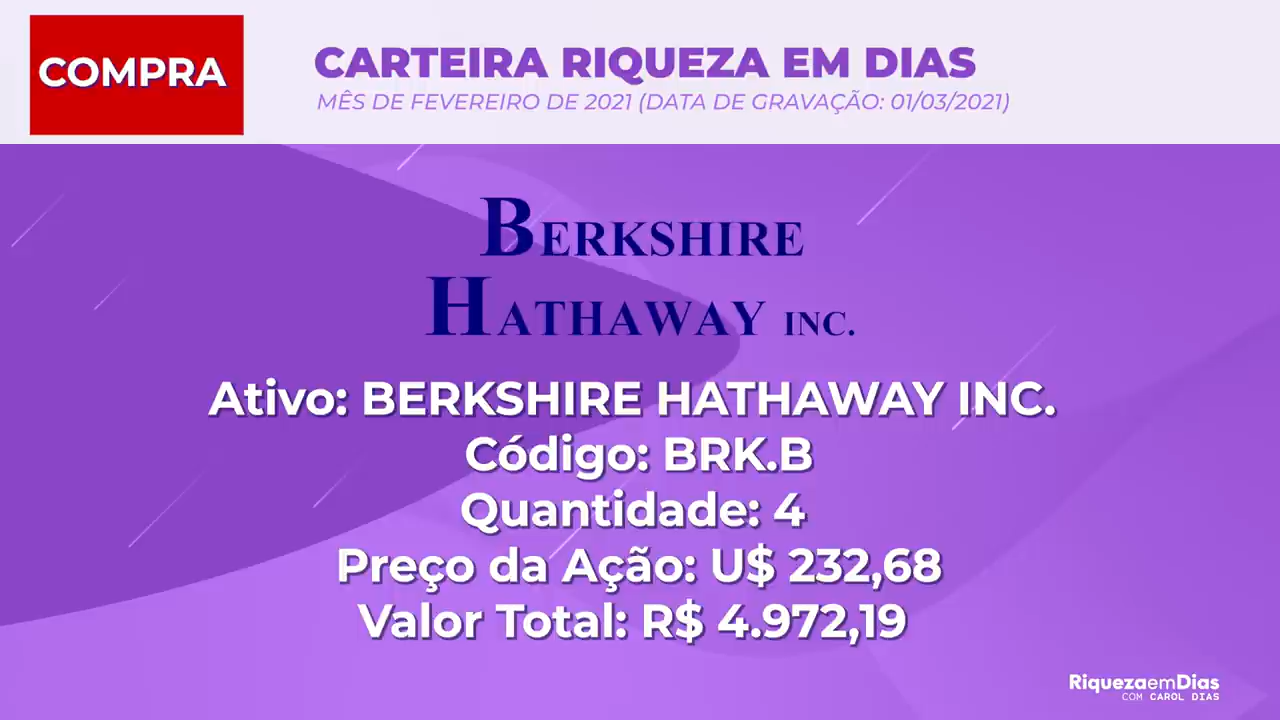 COMPRA
CARTEIRA RIQUEZA EM DIAS
MÊS DE FEVEREIRO DE 2021 (DATA DE GRAVAÇÃO: 01/03/2021)
BERKSHIRE
HATHAWAY INC.
Ativo: BERKSHIRE HATHAWAY INC.
Código: BRK.B
Quantidade: 4
Preço da Ação: U$ 232,68
Valor Total: R$ 4.972,19
RiquezaemDias
COM CAROL DIAS